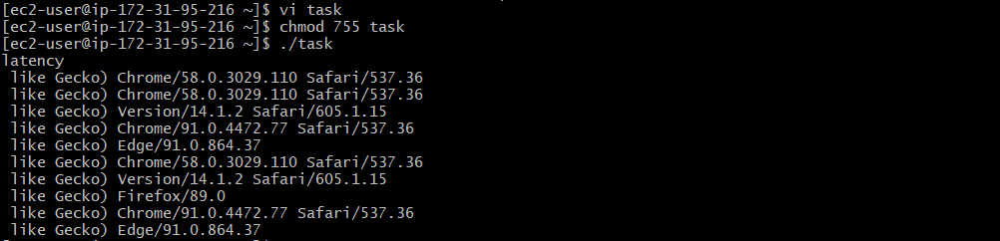 [ec2-user@ip-172-31-95-216 ~]$ vi task
[ec2-user@ip-172-31-95-216 ~]$ chmod 755 task
[ec2-user@ip-172-31-95-216 ~]$ ./task
latency
 like Gecko) Chrome/58.0.3029.110 Safari/537.36
 like Gecko) Chrome/58.0.3029.110 Safari/537.36
 like Gecko) Version/14.1.2 Safari/605.1.15
 like Gecko) Chrome/91.0.4472.77 Safari/537.36
 like Gecko) Edge/91.0.864.37
 like Gecko) Chrome/58.0.3029.110 Safari/537.36
 like Gecko) Version/14.1.2 Safari/605.1.15
 like Gecko) Firefox/89.0
 like Gecko) Chrome/91.0.4472.77 Safari/537.36
 like Gecko) Edge/91.0.864.37